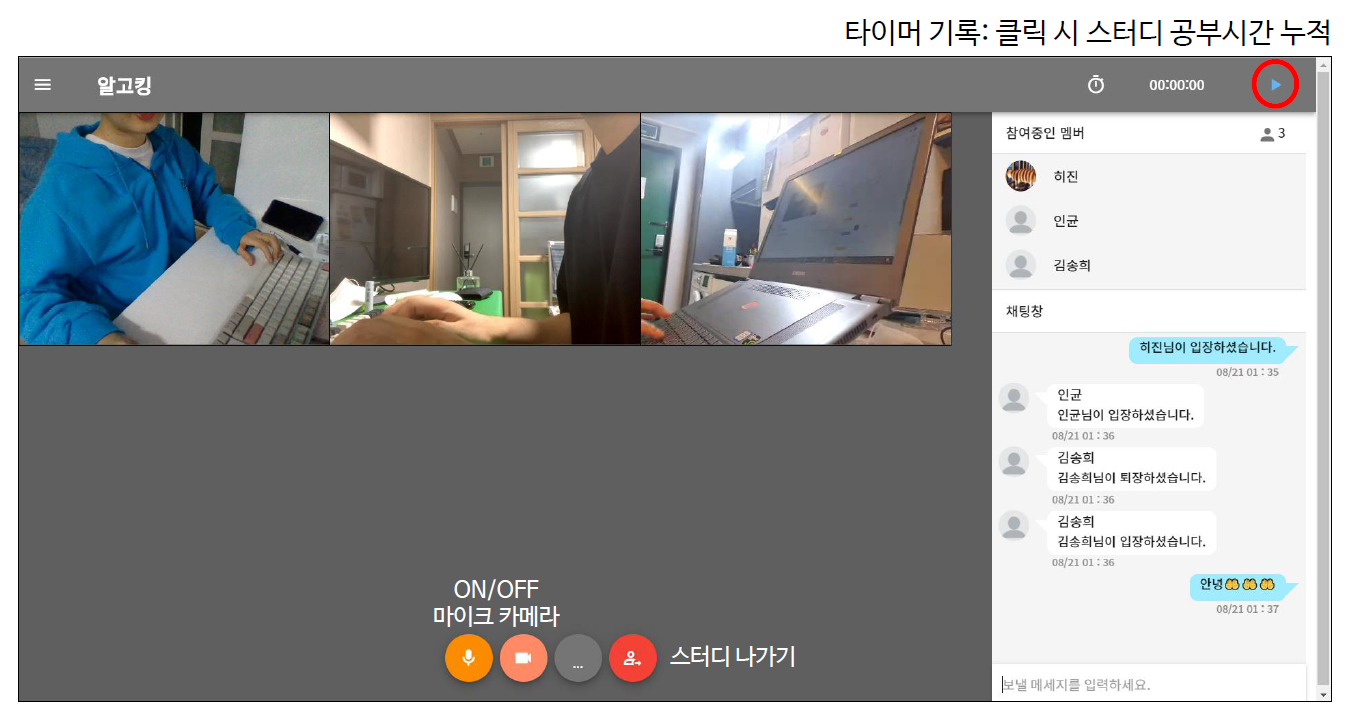 타이머 기록: 클릭 시 스터디 공부시간 누적
알고킹
00:00:00
참여중인 멤버
3
히진
인균
김송희
채팅창
히진님이 입장하셨습니다.
08/21 01 : 35
인균
인균님이 입장하셨습니다.
08/21 01 : 36
김송희
김송희님이 퇴장하셨습니다.
08/21 01 : 36
김송희
김송희님이 입장하셨습니다.
08/21 01 : 36
안녕🤲🤲🤲
08/21 01 : 37
ON/OFF
마이크 카메라
...
스터디 나가기
보낼 메세지를 입력하세요.